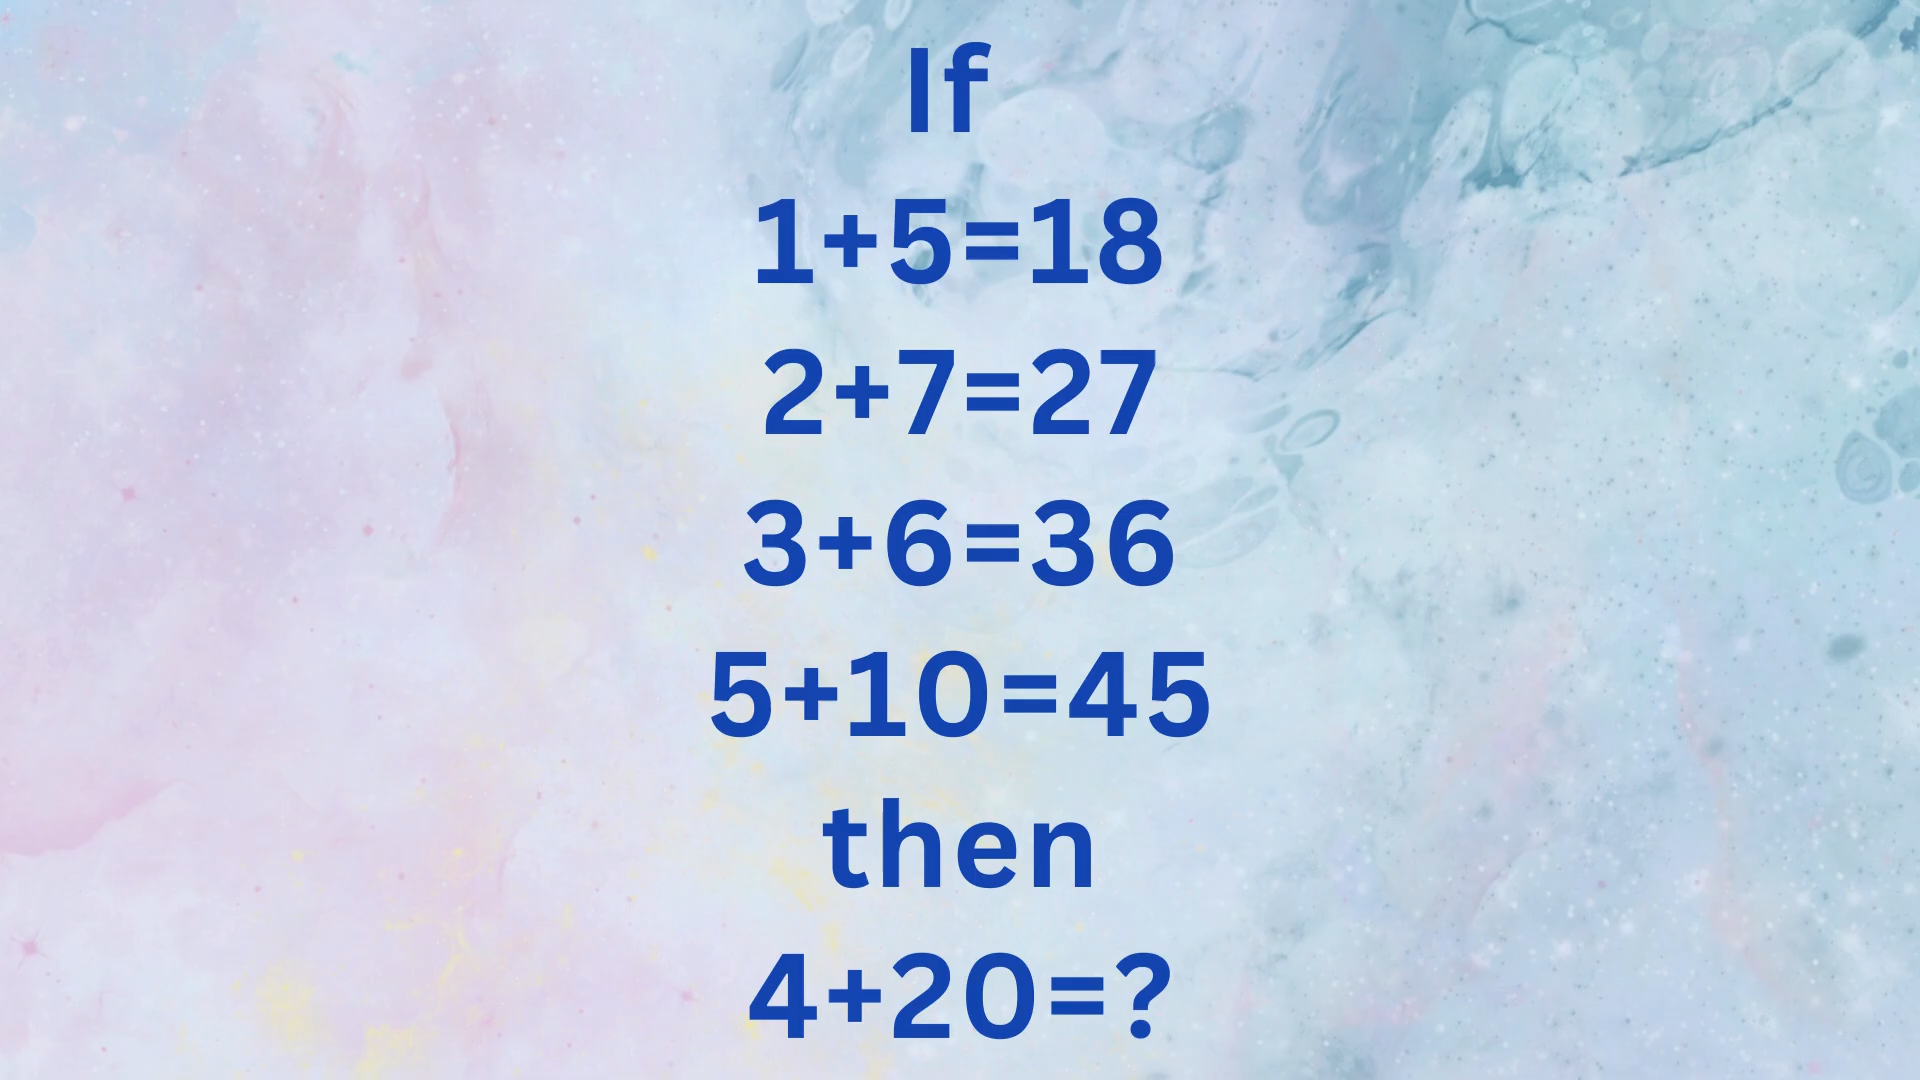 If
1+5=18
2+7=27
3+6=36
5+10=45
then
4+20=?